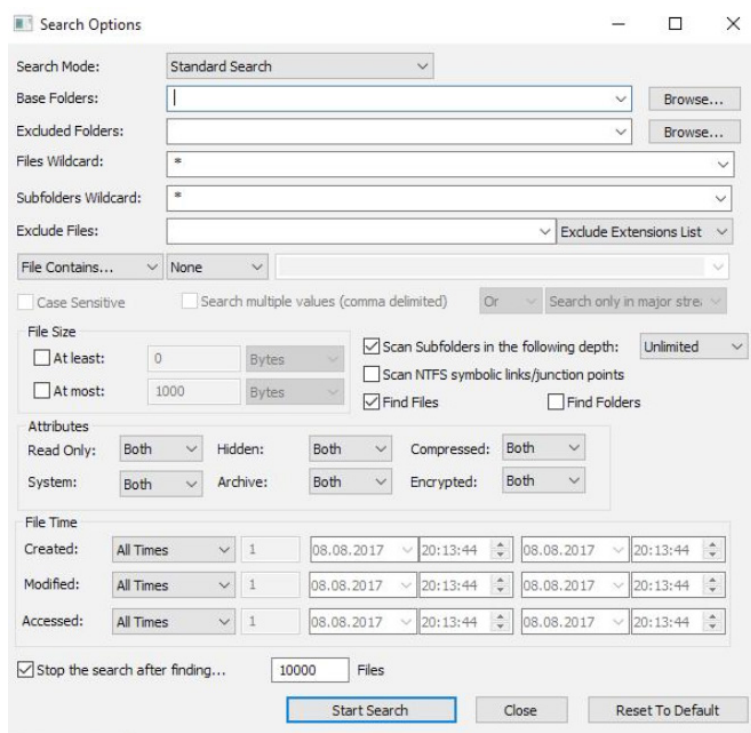 Search Options
Search Mode: Standard Search
Base Folders: Browse...
Excluded Folders: Browse...
Files Wildcard: *
Subfolders Wildcard: *
Exclude Files: Exclude Extensions List
File Contains... None
Case Sensitive Search multiple values (comma delimited) Or Search only in major strea
File Size
At least: 0 Bytes
At most: 1000 Bytes
Scan Subfolders in the following depth: Unlimited
Scan NTFS symbolic links/junction points
Find Files Find Folders
Attributes
Read Only: Both Hidden: Both Compressed: Both
System: Both Archive: Both Encrypted: Both
File Time
Created: All Times 1 08.08.2017 20:13:44 08.08.2017 20:13:44
Modified: All Times 1 08.08.2017 20:13:44 08.08.2017 20:13:44
Accessed: All Times 1 08.08.2017 20:13:44 08.08.2017 20:13:44
Stop the search after finding... 10000 Files
Start Search Close Reset To Default